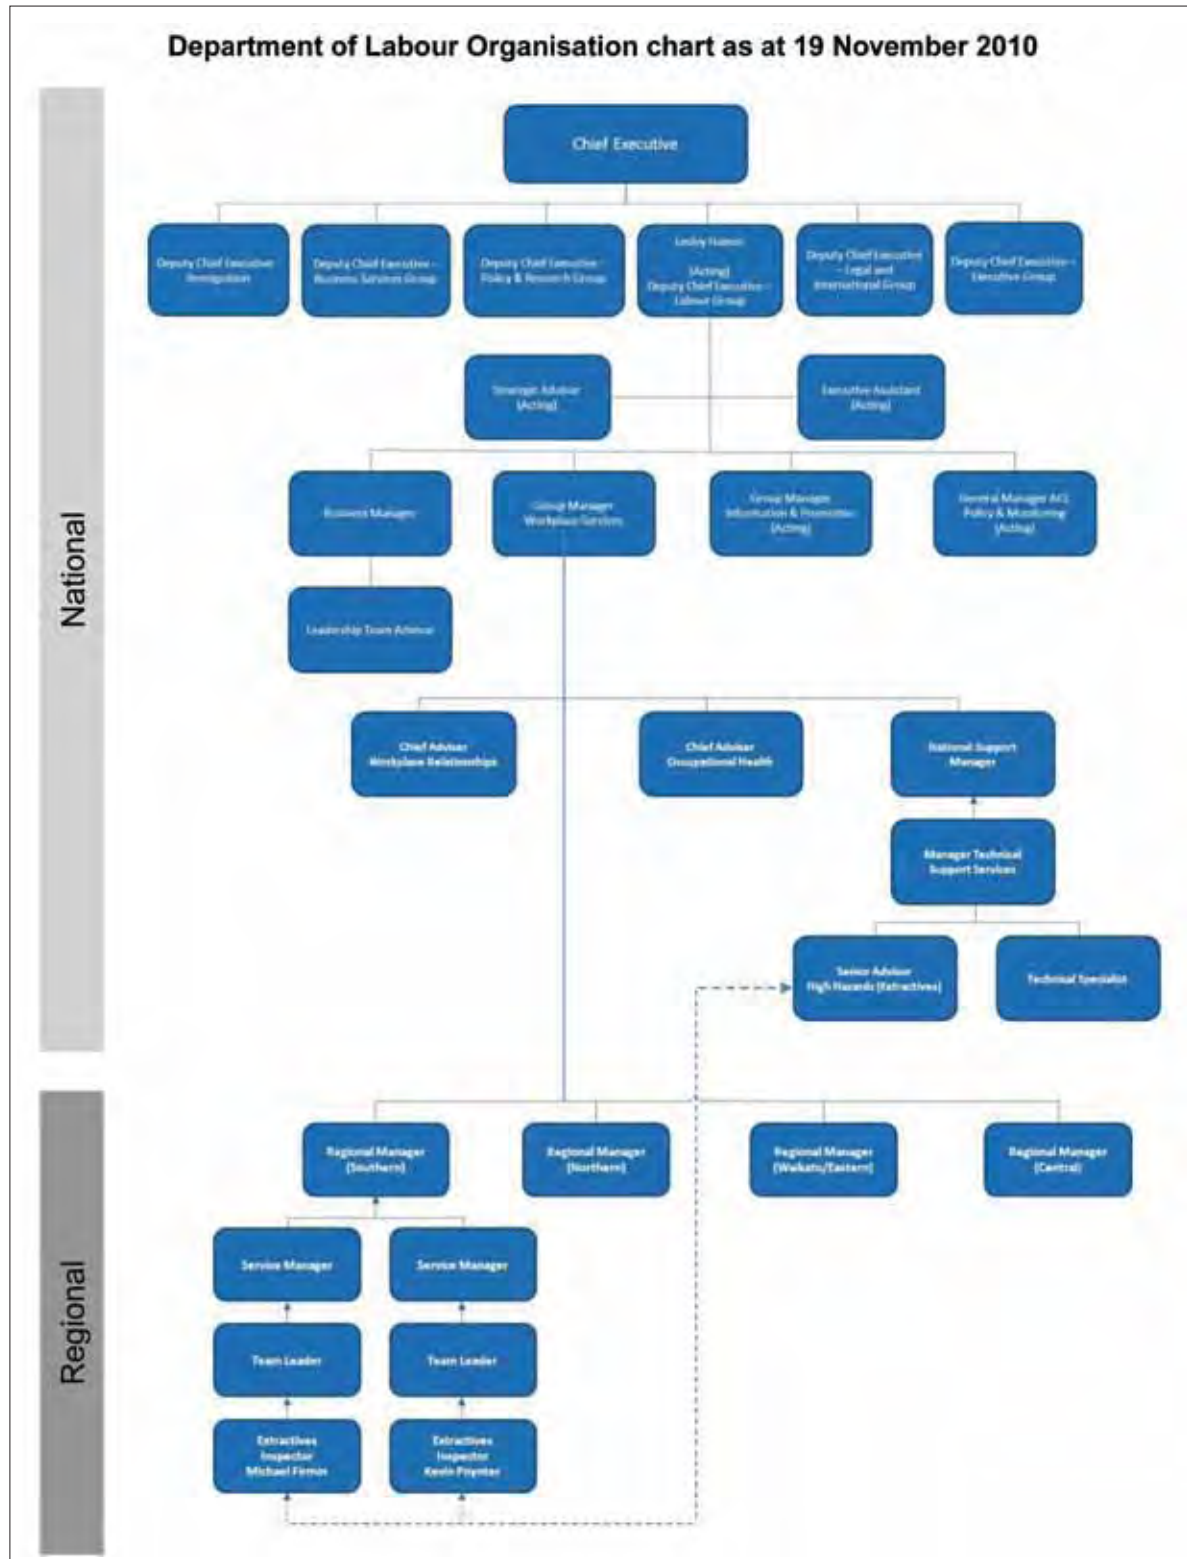 Department of Labour Organisation chart as at 19 November 2010
National
Chief Executive
Deputy Chief Executive
Immigration
Deputy Chief Executive –
Business Services Group
Deputy Chief Executive –
Policy & Research Group
Lesley
(Acting)
Deputy Chief Executive –
Labour Group
Deputy Chief Executive
– Legal and
International Group
Deputy Chief Executive –
Executive Group
Strategic Adviser
(Acting)
Executive Assistant
(Acting)
Business Manager
Group Manager
Workplace Services
Group Manager
Information & Promotion
(Acting)
General Manager ACC
Policy & Monitoring
(Acting)
Leadership Team Advisor
Chief Adviser
Workplace Relationships
Chief Adviser
Occupational Health
National Support
Manager
Manager Technical
Support Services
Senior Advisor
High Hazards (Extractives)
Technical Specialist
Regional
Regional Manager
(Southern)
Regional Manager
(Northern)
Regional Manager
(Waikato/Eastern)
Regional Manager
(Central)
Service Manager
Service Manager
Team Leader
Team Leader
Extractives
Inspector
Michael Firmin
Extractives
Inspector
Kevin Poynter